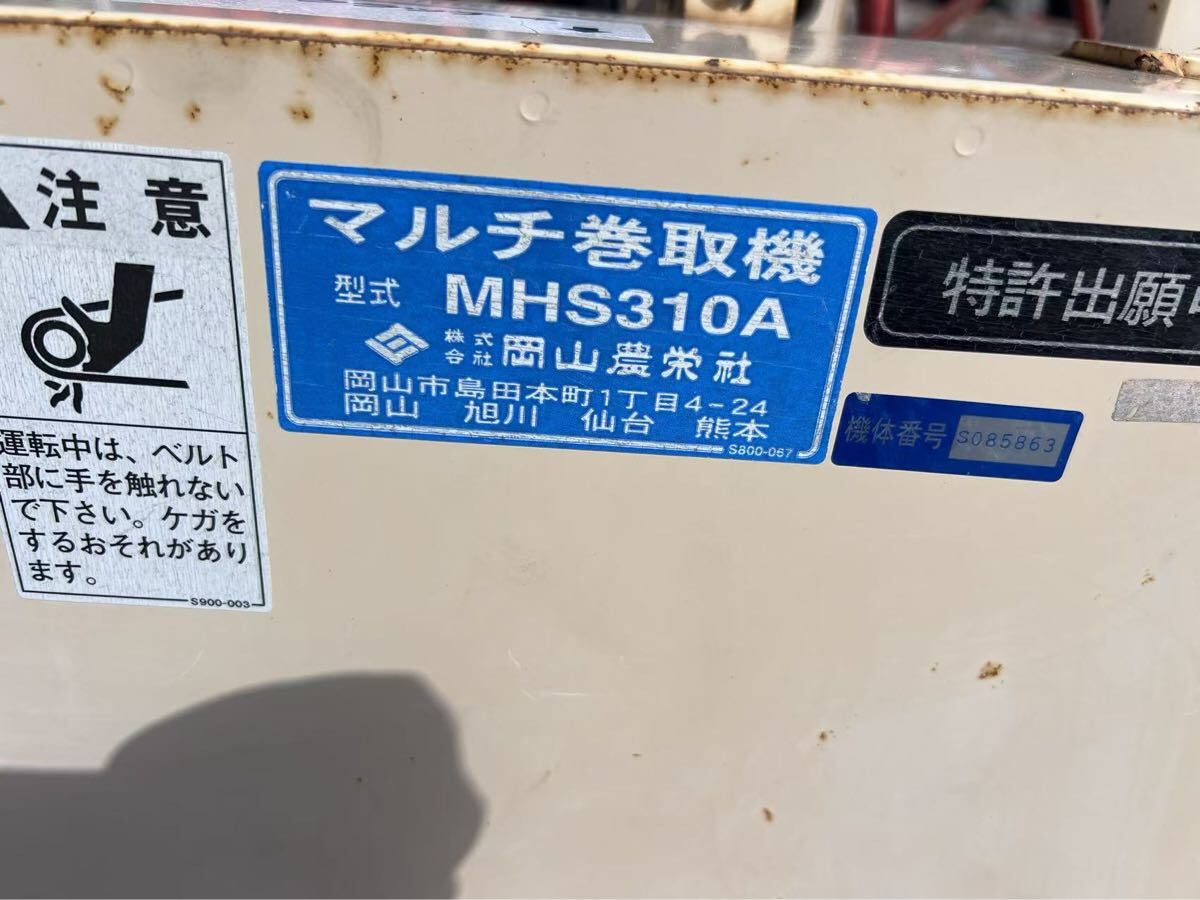 注意
運転中は、ベルト
部に手を触れない
で下さい。ケガを
するおそれがあり
ます。
S900-003
マルチ巻取機
型式 MHS310A
株式会社 岡山農栄社
岡山市島田本町1丁目4-24
岡山 旭川 仙台 熊本
S800-067
特許出願
機体番号 S085863